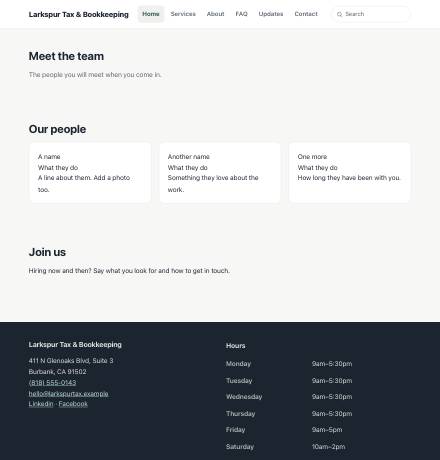 Larkspur Tax & Bookkeeping Home Services About FAQ Updates Contact Search
Meet the team
The people you will meet when you come in.
Our people
A name
What they do
A line about them. Add a photo
too.
Another name
What they do
Something they love about the
work.
One more
What they do
How long they have been with you.
Join us
Hiring now and then? Say what you look for and how to get in touch.
Larkspur Tax & Bookkeeping
411 N Glenoaks Blvd, Suite 3
Burbank, CA 91502
(818) 555-0143
hello@larkspurtax.example
LinkedIn · Facebook
Hours
Monday 9am–5:30pm
Tuesday 9am–5:30pm
Wednesday 9am–5:30pm
Thursday 9am–5:30pm
Friday 9am–5pm
Saturday 10am–2pm